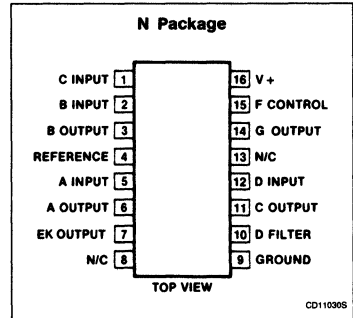 N Package
C INPUT 1 16 V +
B INPUT 2 15 F CONTROL
B OUTPUT 3 14 G OUTPUT
REFERENCE 4 13 N/C
A INPUT 5 12 D INPUT
A OUTPUT 6 11 C OUTPUT
EK OUTPUT 7 10 D FILTER
N/C 8 9 GROUND
TOP VIEW
CD11030S